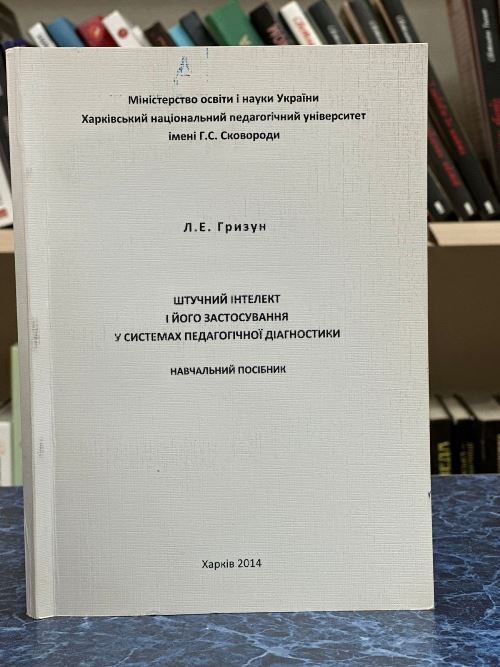 Міністерство освіти і науки України
Харківський національний педагогічний університет
імені Г.С. Сковороди
Л.Е. Гризун
ШТУЧНИЙ ІНТЕЛЕКТ
І ЙОГО ЗАСТОСУВАННЯ
У СИСТЕМАХ ПЕДАГОГІЧНОЇ ДІАГНОСТИКИ
НАВЧАЛЬНИЙ ПОСІБНИК
Харків 2014